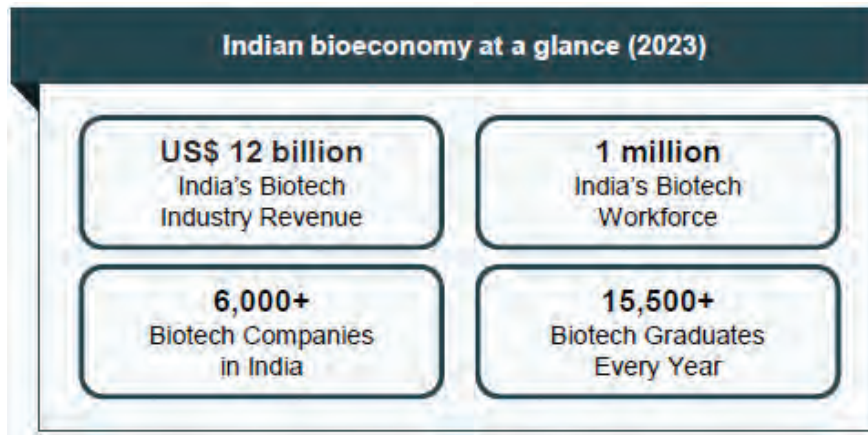 Indian bioeconomy at a glance (2023)
US$ 12 billion
India's Biotech
Industry Revenue
1 million
India's Biotech
Workforce
6,000+
Biotech Companies
in India
15,500+
Biotech Graduates
Every Year